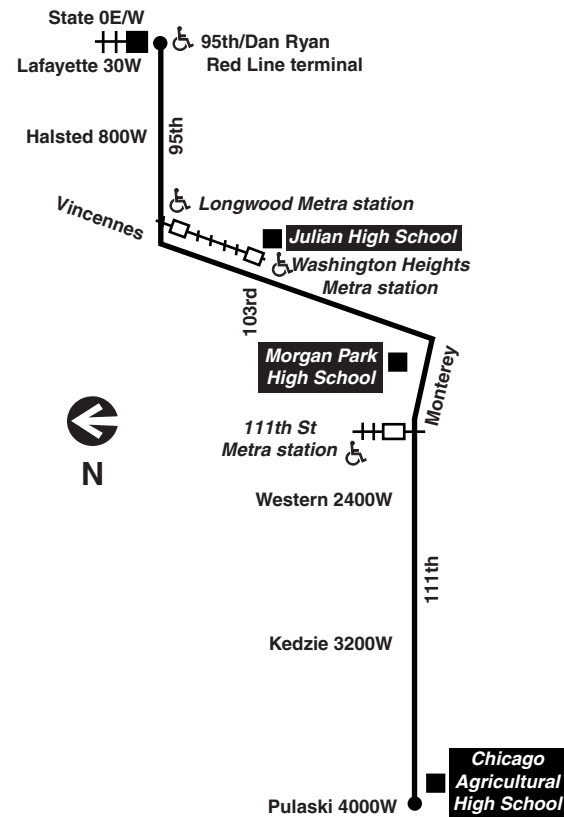 State 0E/W
Lafayette 30W
95th/Dan Ryan
Red Line terminal
Halsted 800W
95th
Vincennes
Longwood Metra station
Julian High School
Washington Heights
Metra station
103rd
Morgan Park
High School
Monterey
N
111th St
Metra station
Western 2400W
111th
Kedzie 3200W
Chicago
Agricultural
High School
Pulaski 4000W